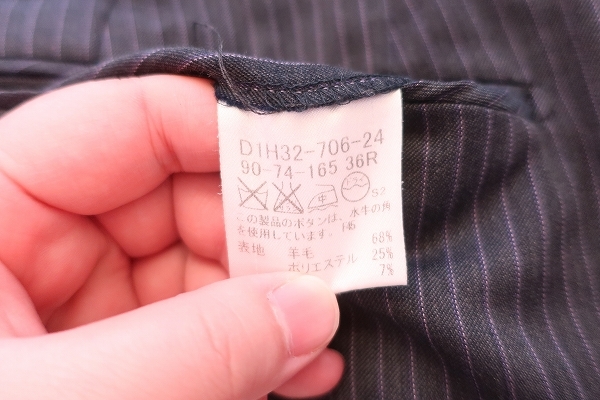 D1H32-706-24
90-74-165 36R
この製品のボタンは、水牛の角
を使用しています。
表地 羊毛 68%
ポリエステル 25%
7%